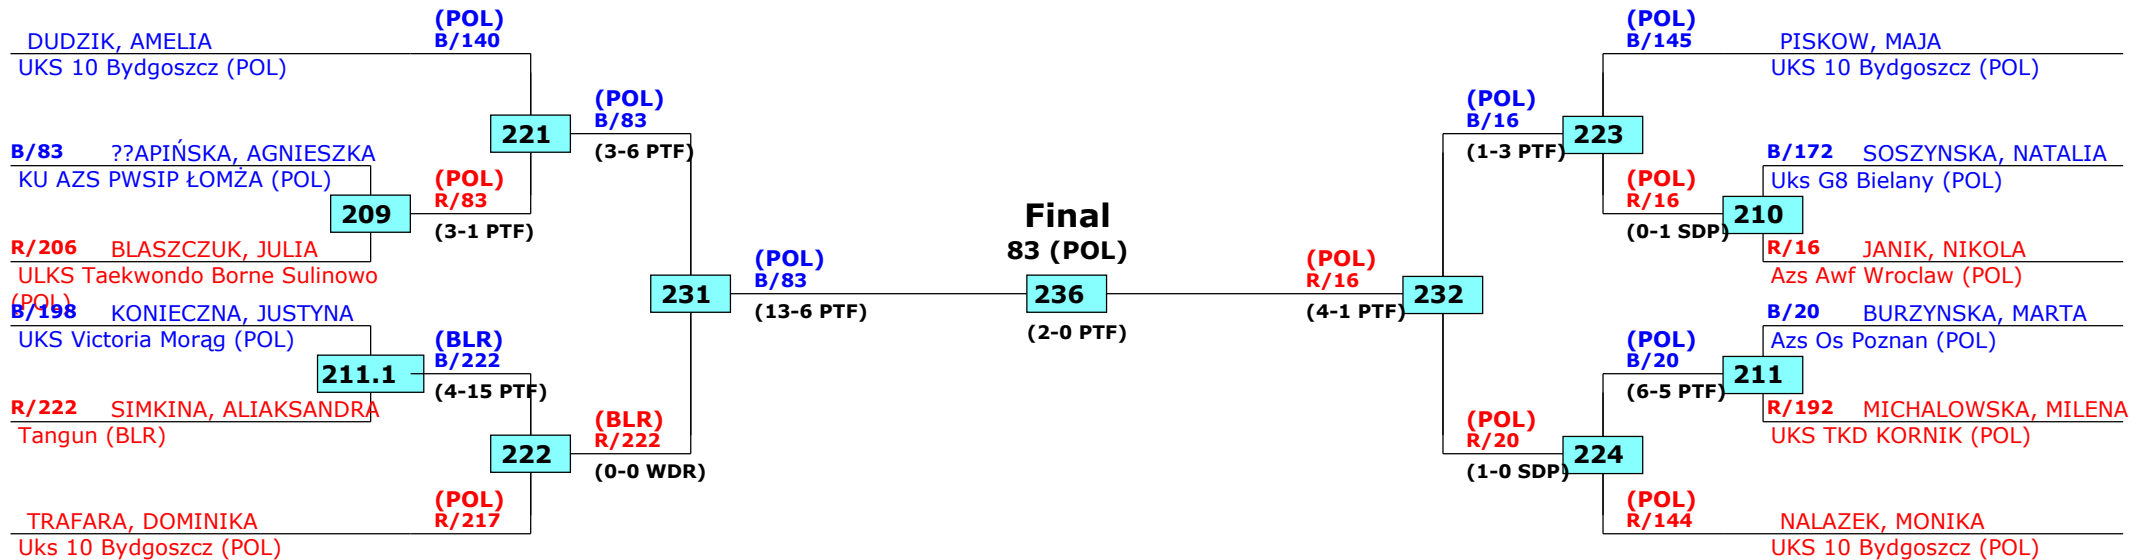 (POL)
B/140
DUDZIK, AMELIA
UKS 10 Bydgoszcz (POL)
221
(POL)
B/83
(3-6 PTF)
B/83 ??APIŃSKA, AGNIESZKA
KU AZS PWSIP ŁOMŻA (POL)
209
(POL)
R/83
(3-1 PTF)
R/206 BLASZCZUK, JULIA
ULKS Taekwondo Borne Sulinowo
(POL)
231
(POL)
B/83
(13-6 PTF)
B/198 KONIECZNA, JUSTYNA
UKS Victoria Morąg (POL)
211.1
(BLR)
B/222
(4-15 PTF)
R/222 SIMKINA, ALIAKSANDRA
Tangun (BLR)
222
(BLR)
R/222
(0-0 WDR)
(POL)
R/217
TRAFARA, DOMINIKA
Uks 10 Bydgoszcz (POL)
Final
83 (POL)
236
(2-0 PTF)
(POL)
B/145
PISKOW, MAJA
UKS 10 Bydgoszcz (POL)
(POL)
B/16
(1-3 PTF)
223
B/172 SOSZYNSKA, NATALIA
Uks G8 Bielany (POL)
(POL)
R/16
(0-1 SDP)
210
R/16 JANIK, NIKOLA
Azs Awf Wroclaw (POL)
(POL)
R/16
(4-1 PTF)
232
B/20 BURZYNSKA, MARTA
Azs Os Poznan (POL)
(POL)
B/20
(6-5 PTF)
211
R/192 MICHALOWSKA, MILENA
UKS TKD KORNIK (POL)
(POL)
R/20
(1-0 SDP)
224
(POL)
R/144
NALAZEK, MONIKA
UKS 10 Bydgoszcz (POL)